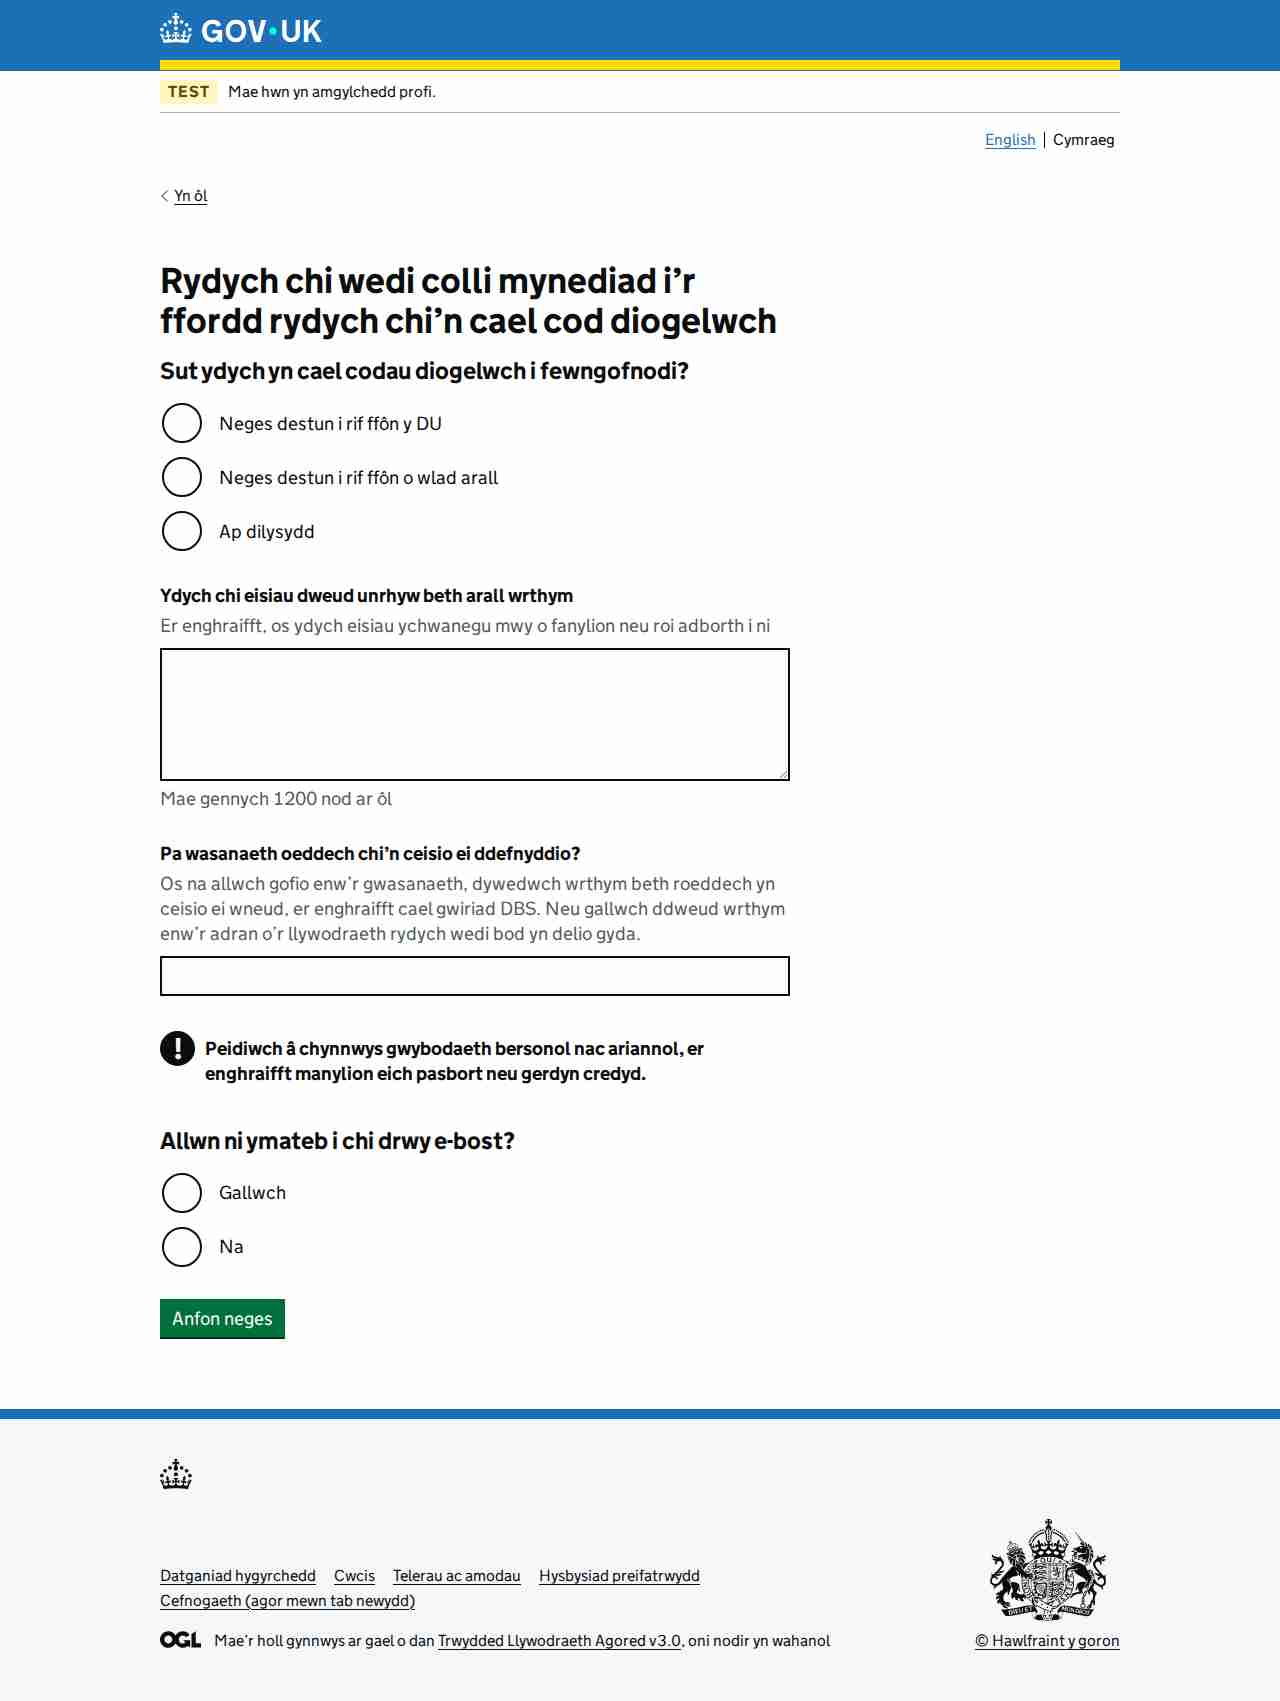 GOV·UK
TEST Mae hwn yn amgylchedd profi.
English | Cymraeg
Yn ôl
Rydych chi wedi colli mynediad i’r
ffordd rydych chi’n cael cod diogelwch
Sut ydych yn cael codau diogelwch i fewngofnodi?
Neges destun i rif ffôn y DU
Neges destun i rif ffôn o wlad arall
Ap dilysydd
Ydych chi eisiau dweud unrhyw beth arall wrthym
Er enghraifft, os ydych eisiau ychwanegu mwy o fanylion neu roi adborth i ni
Mae gennych 1200 nod ar ôl
Pa wasanaeth oeddech chi’n ceisio ei ddefnyddio?
Os na allwch gofio enw’r gwasanaeth, dywedwch wrthym beth roeddech yn
ceisio ei wneud, er enghraifft cael gwiriad DBS. Neu gallwch ddweud wrthym
enw’r adran o’r llywodraeth rydych wedi bod yn delio gyda.
! Peidiwch â chynnwys gwybodaeth bersonol nac ariannol, er
enghraifft manylion eich pasbort neu gerdyn credyd.
Allwn ni ymateb i chi drwy e-bost?
Gallwch
Na
Anfon neges
Datganiad hygyrchedd Cwcis Telerau ac amodau Hysbysiad preifatrwydd
Cefnogaeth (agor mewn tab newydd)
OGL Mae’r holl gynnwys ar gael o dan Trwydded Llywodraeth Agored v3.0, oni nodir yn wahanol
© Hawlfraint y goron